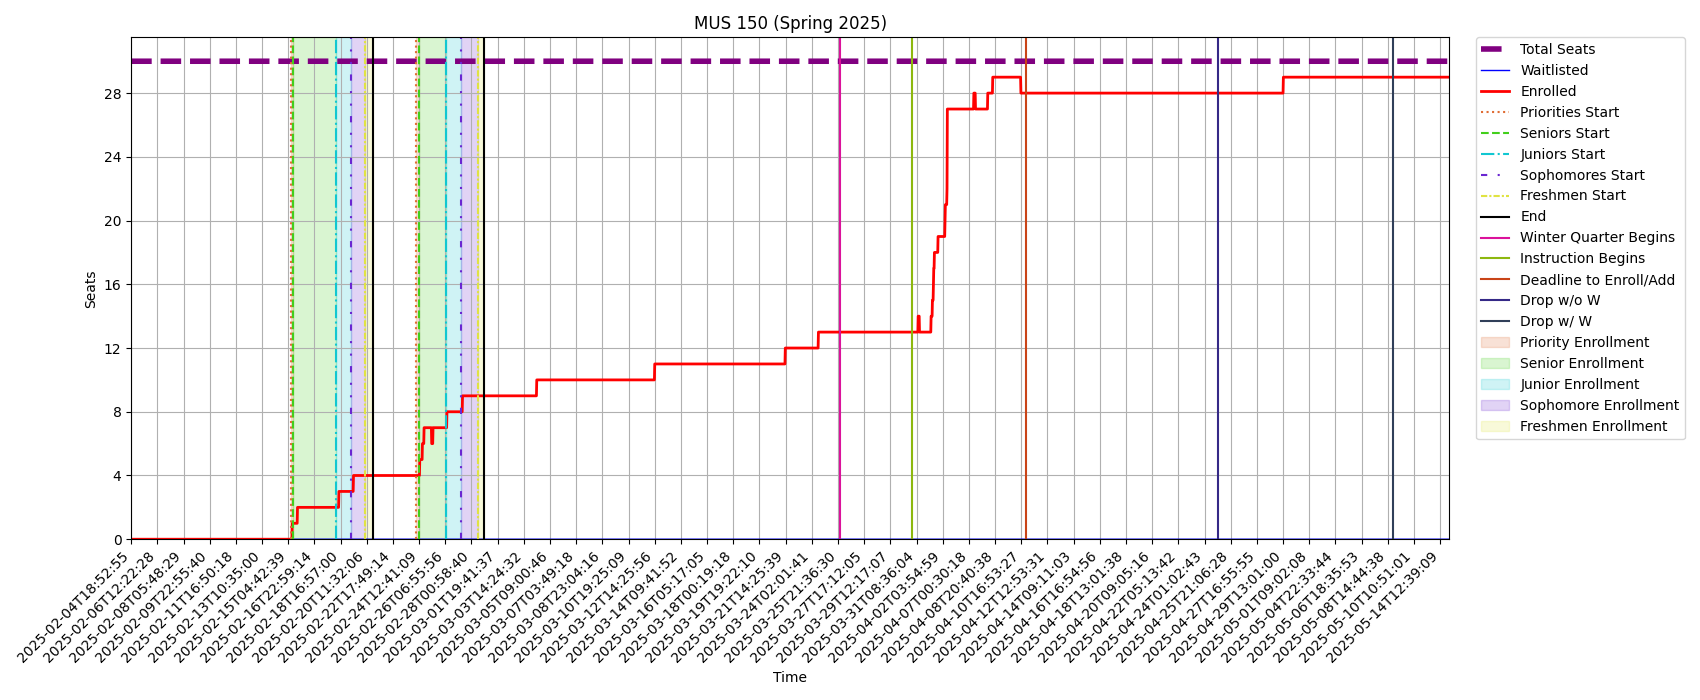 MUS 150 (Spring 2025)
Seats
28
24
20
16
12
8
4
0
2025-02-04T18:52:55
2025-02-06T12:22:28
2025-02-08T05:48:29
2025-02-09T22:55:40
2025-02-11T16:50:18
2025-02-13T10:35:00
2025-02-15T04:42:39
2025-02-16T22:59:14
2025-02-18T16:57:00
2025-02-20T11:32:06
2025-02-22T17:49:14
2025-02-24T12:41:09
2025-02-26T06:55:56
2025-02-28T00:58:40
2025-03-01T19:41:37
2025-03-03T14:24:32
2025-03-05T09:00:46
2025-03-07T03:49:18
2025-03-08T23:04:16
2025-03-10T19:25:09
2025-03-12T14:25:56
2025-03-14T09:41:52
2025-03-16T05:17:05
2025-03-18T00:19:18
2025-03-19T19:22:10
2025-03-21T14:25:39
2025-03-24T02:01:41
2025-03-25T21:36:30
2025-03-27T17:12:05
2025-03-29T12:17:07
2025-03-31T08:36:04
2025-04-02T03:54:59
2025-04-07T00:30:18
2025-04-08T20:40:38
2025-04-10T16:53:27
2025-04-12T12:53:31
2025-04-14T09:11:03
2025-04-16T16:54:56
2025-04-18T13:01:38
2025-04-20T09:05:16
2025-04-22T05:13:42
2025-04-24T01:02:43
2025-04-25T21:06:28
2025-04-27T16:55:55
2025-04-29T13:01:00
2025-05-01T09:02:08
2025-05-04T22:33:44
2025-05-06T18:35:53
2025-05-08T14:44:38
2025-05-10T10:51:01
2025-05-14T12:39:09
Time
Total Seats
Waitlisted
Enrolled
Priorities Start
Seniors Start
Juniors Start
Sophomores Start
Freshmen Start
End
Winter Quarter Begins
Instruction Begins
Deadline to Enroll/Add
Drop w/o W
Drop w/ W
Priority Enrollment
Senior Enrollment
Junior Enrollment
Sophomore Enrollment
Freshmen Enrollment